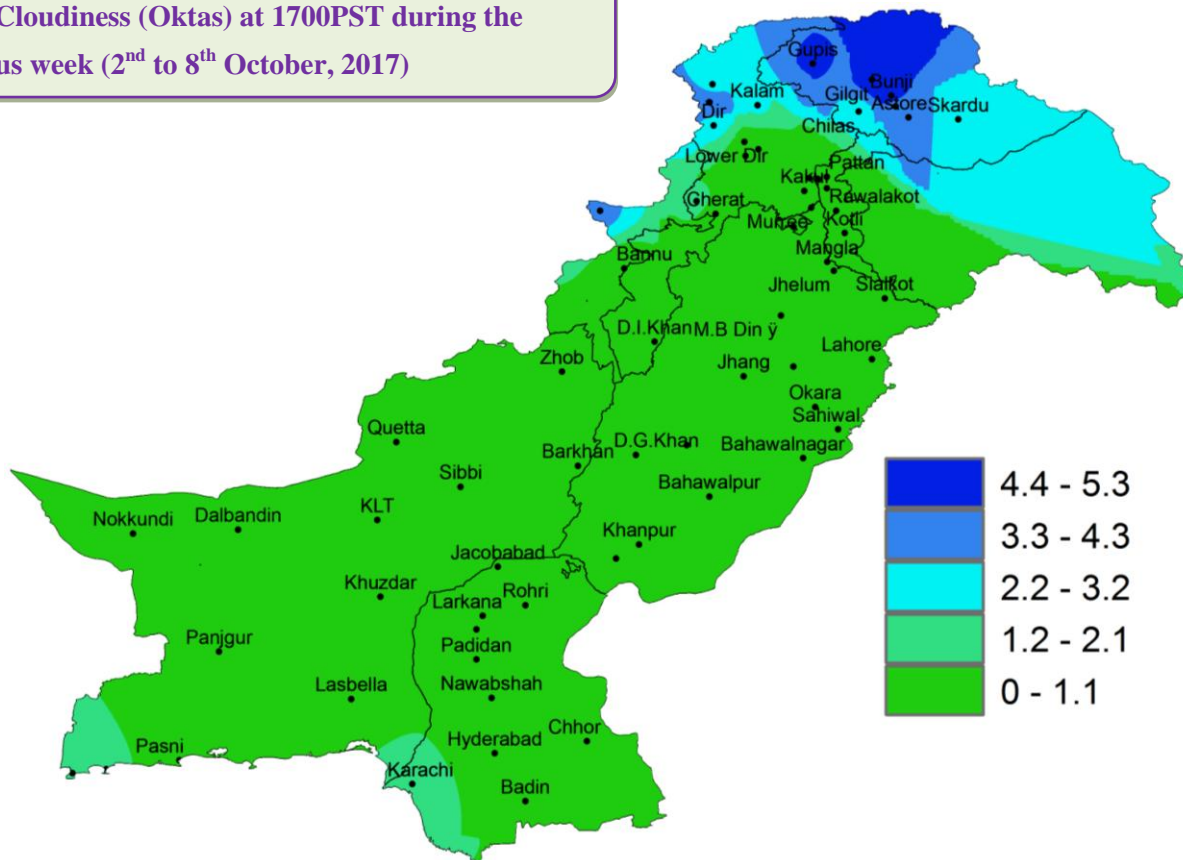 Cloudiness (Oktas) at 1700PST during the
us week (2nd to 8th October, 2017)
Gupis
Bunji
Kalam
Gilgit
Astore
Skardu
Dir
Chilas
Lower Dir
Pattan
Kakul
Rawalakot
Cherat
Murree
Kotli
Mangla
Bannu
Jhelum
Sialkot
D.I.Khan
M.B Din ÿ
Lahore
Zhob
Jhang
Okara
Sahiwal
Quetta
D.G.Khan
Bahawalnagar
Barkhan
Sibbi
Bahawalpur
KLT
Nokkundi
Dalbandin
Khanpur
Jacobabad
Khuzdar
Rohri
Larkana
Panjgur
Padidan
Lasbella
Nawabshah
Chhor
Pasni
Hyderabad
Karachi
Badin
4.4 - 5.3
3.3 - 4.3
2.2 - 3.2
1.2 - 2.1
0 - 1.1